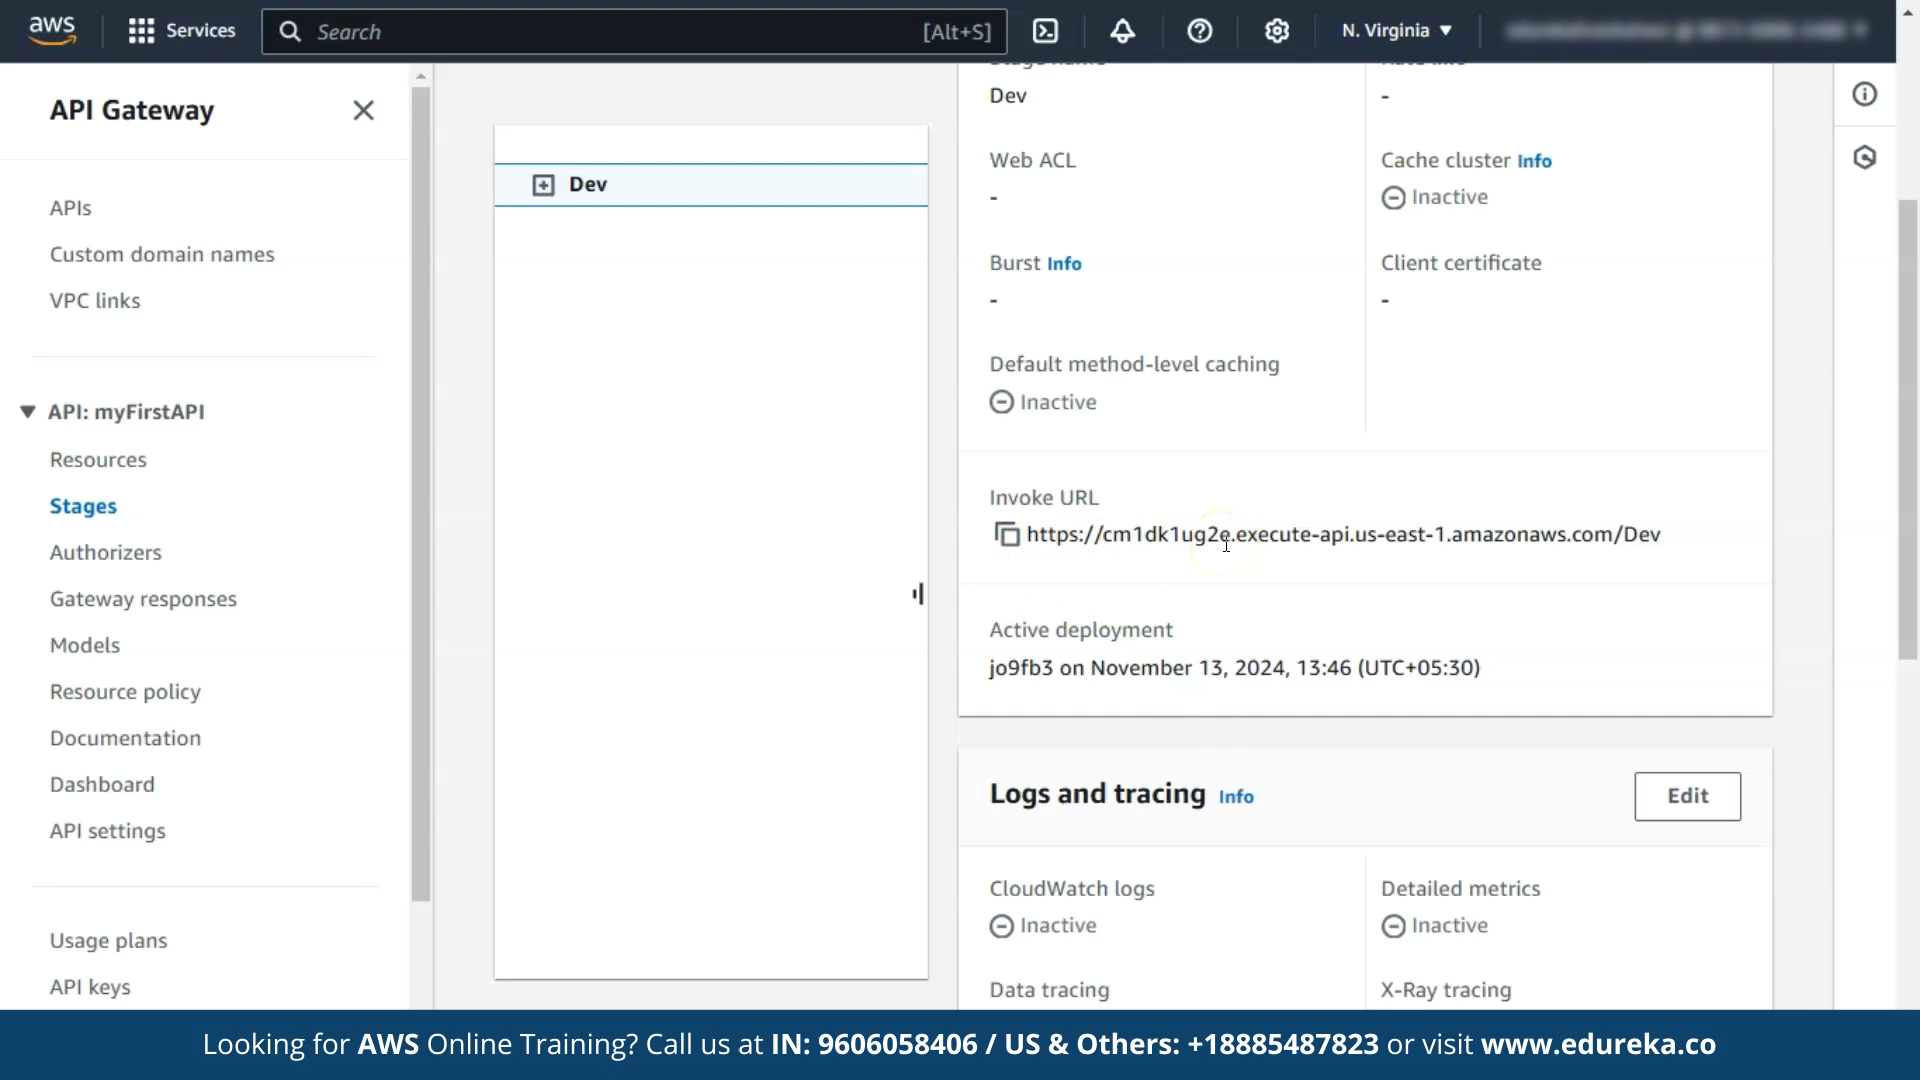 aws
Services
Search
[Alt+S]
N. Virginia
API Gateway
APIs
Custom domain names
VPC links
API: myFirstAPI
Resources
Stages
Authorizers
Gateway responses
Models
Resource policy
Documentation
Dashboard
API settings
Usage plans
API keys
Dev
Dev
-
Web ACL
-
Cache cluster Info
Inactive
Burst Info
-
Client certificate
-
Default method-level caching
Inactive
Invoke URL
https://cm1dk1ug2e.execute-api.us-east-1.amazonaws.com/Dev
Active deployment
jo9fb3 on November 13, 2024, 13:46 (UTC+05:30)
Logs and tracing Info
Edit
CloudWatch logs
Inactive
Detailed metrics
Inactive
Data tracing
X-Ray tracing
Looking for AWS Online Training? Call us at IN: 9606058406 / US & Others: +18885487823 or visit www.edureka.co